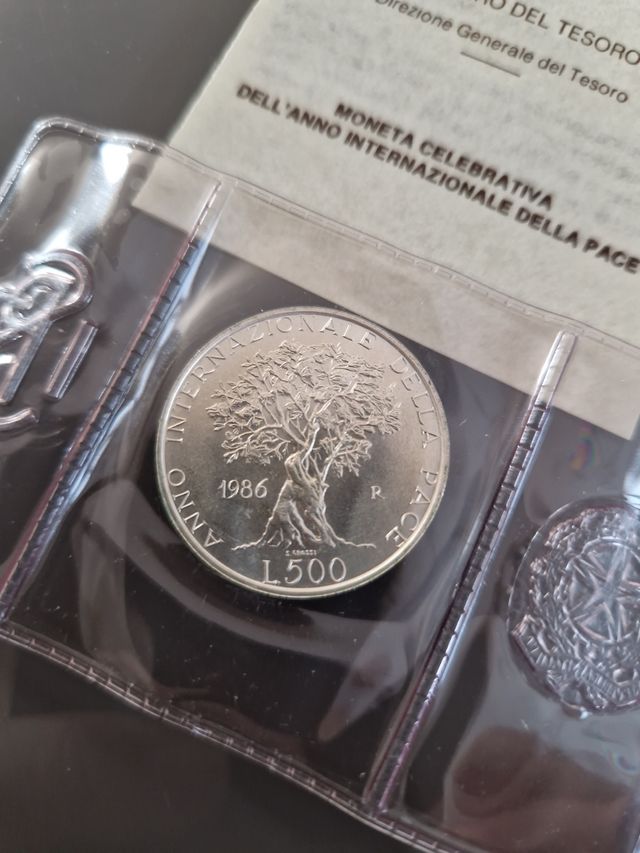 RO DEL TESORO
Direzione Generale del Tesoro
MONETA CELEBRATIVA
DELL'ANNO INTERNAZIONALE DELLA PACE
ANNO INTERNAZIONALE DELLA PACE
1986 R
L.500